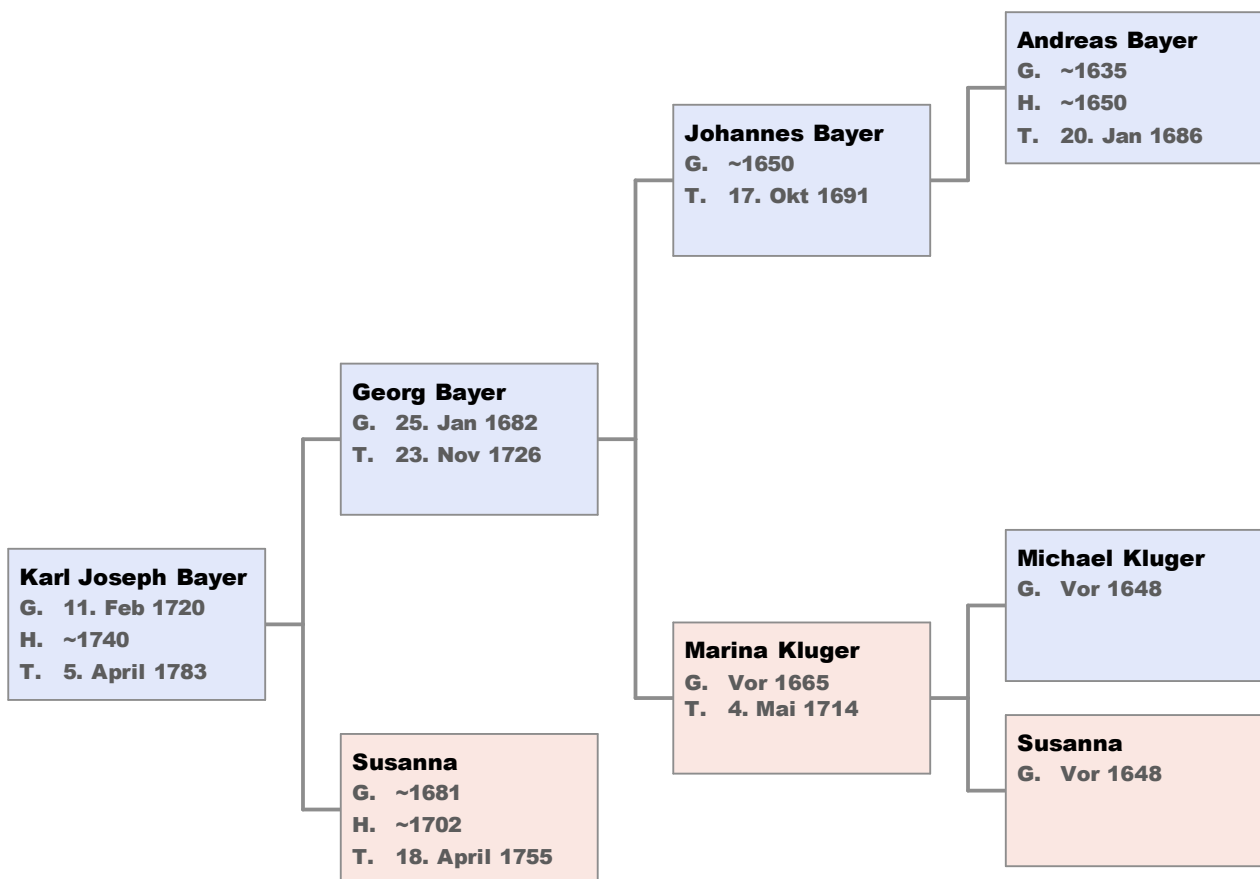 Andreas Bayer
G. ~1635
H. ~1650
T. 20. Jan 1686
Johannes Bayer
G. ~1650
T. 17. Okt 1691
Georg Bayer
G. 25. Jan 1682
T. 23. Nov 1726
Karl Joseph Bayer
G. 11. Feb 1720
H. ~1740
T. 5. April 1783
Michael Kluger
G. Vor 1648
Marina Kluger
G. Vor 1665
T. 4. Mai 1714
Susanna
G. Vor 1648
Susanna
G. ~1681
H. ~1702
T. 18. April 1755